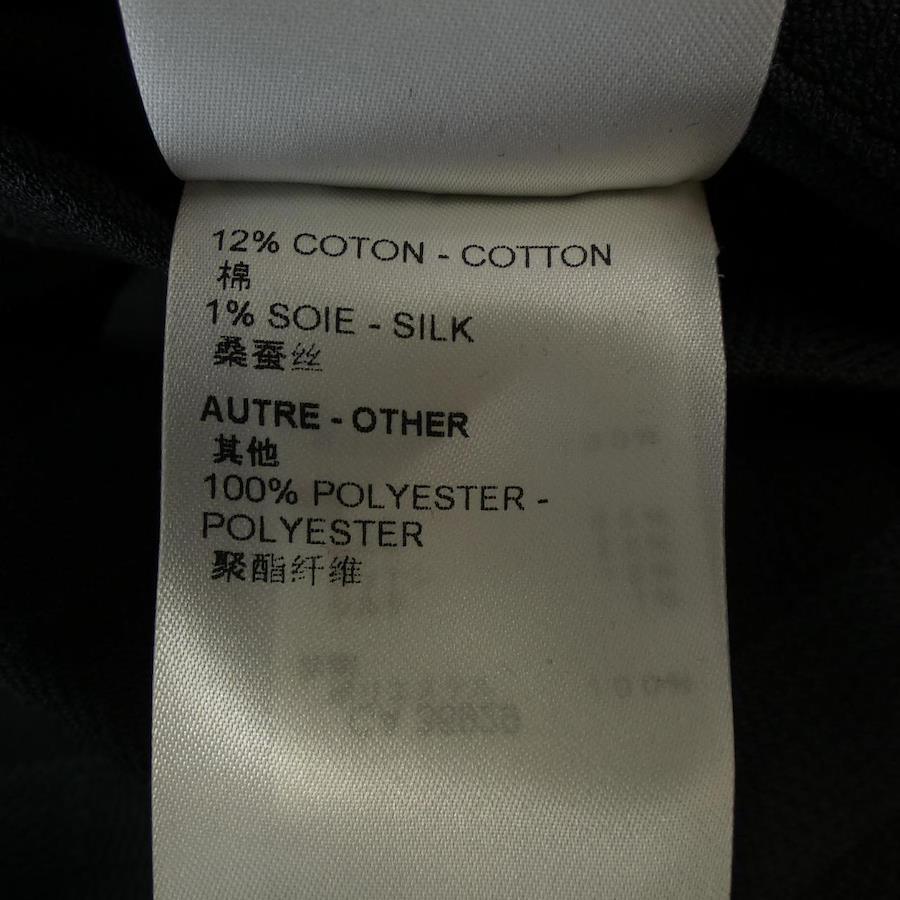 12% COTON - COTTON
棉
1% SOIE - SILK
桑蚕丝
AUTRE - OTHER
其他
100% POLYESTER -
POLYESTER
聚酯纤维